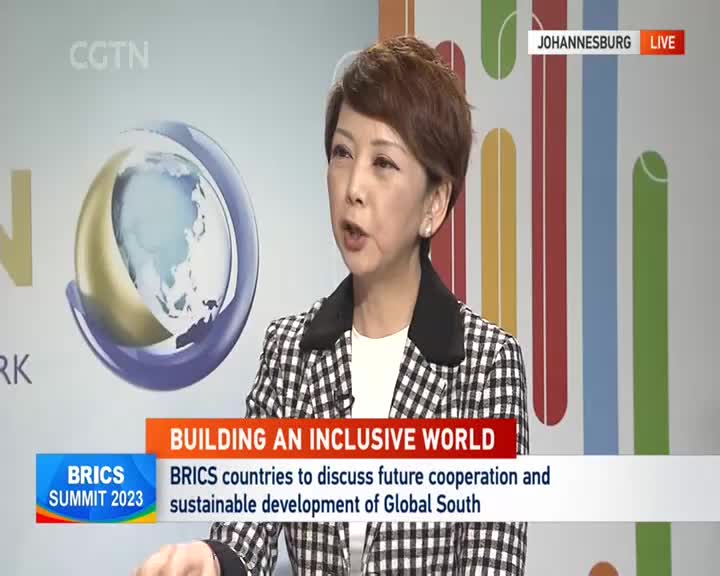 CGTN
JOHANNESBURG LIVE
N
RK
BUILDING AN INCLUSIVE WORLD
BRICS
SUMMIT 2023
BRICS countries to discuss future cooperation and
sustainable development of Global South